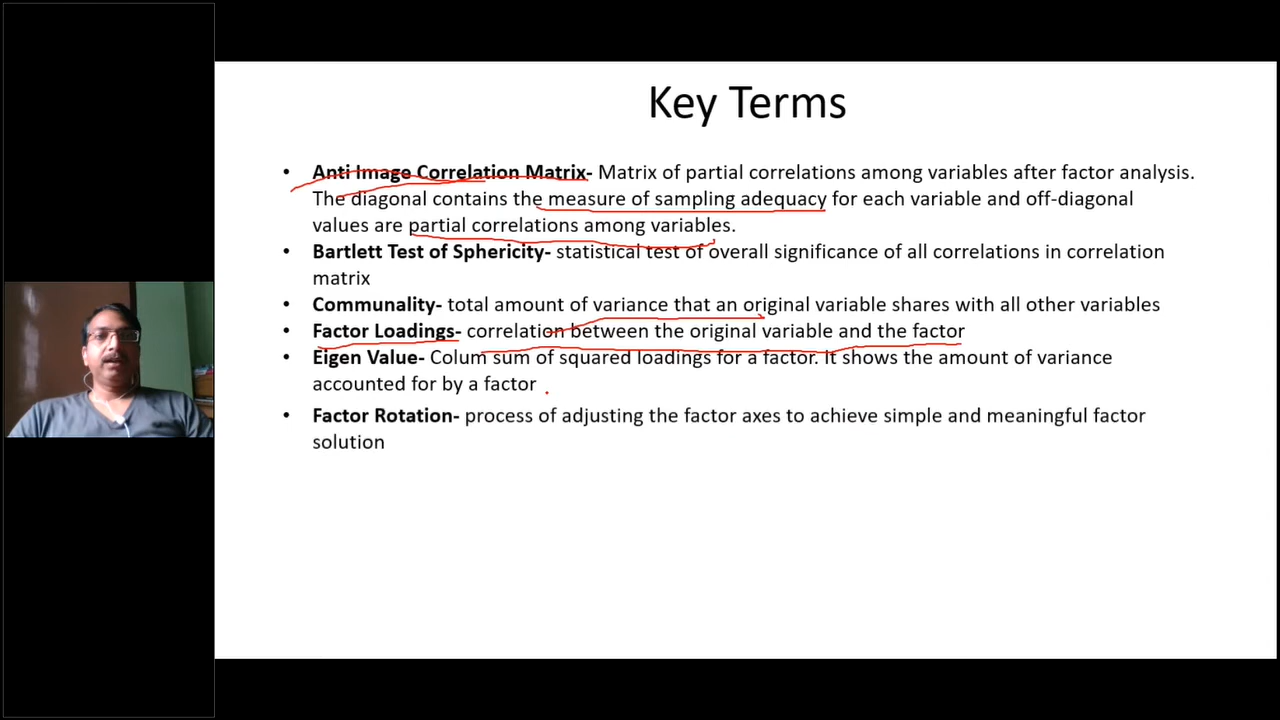 Key Terms
• Anti Image Correlation Matrix- Matrix of partial correlations among variables after factor analysis.
The diagonal contains the measure of sampling adequacy for each variable and off-diagonal
values are partial correlations among variables.
• Bartlett Test of Sphericity- statistical test of overall significance of all correlations in correlation
matrix
• Communality- total amount of variance that an original variable shares with all other variables
• Factor Loadings- correlation between the original variable and the factor
• Eigen Value- Colum sum of squared loadings for a factor. It shows the amount of variance
accounted for by a factor
• Factor Rotation- process of adjusting the factor axes to achieve simple and meaningful factor
solution